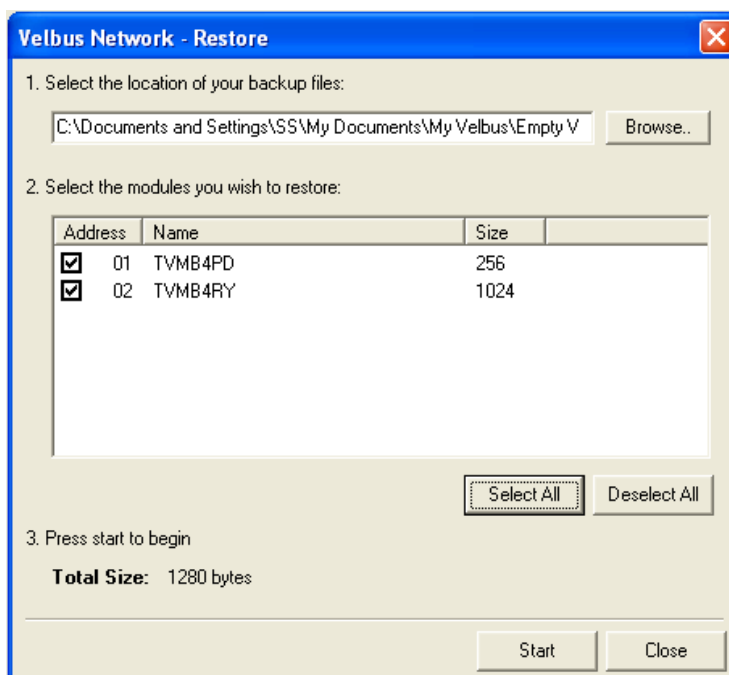 Velbus Network - Restore
1. Select the location of your backup files:
C:\Documents and Settings\SS\My Documents\My Velbus\Empty V
Browse..
2. Select the modules you wish to restore:
Address Name Size
01 TVMB4PD 256
02 TVMB4RY 1024
Select All Deselect All
3. Press start to begin
Total Size: 1280 bytes
Start Close